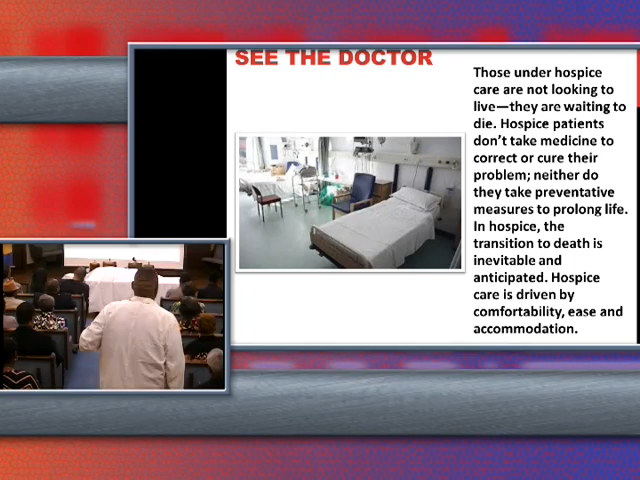 SEE THE DOCTOR
Those under hospice
care are not looking to
live—they are waiting to
die. Hospice patients
don't take medicine to
correct or cure their
problem; neither do
they take preventative
measures to prolong life.
In hospice, the
transition to death is
inevitable and
anticipated. Hospice
care is driven by
comfortability, ease and
accommodation.